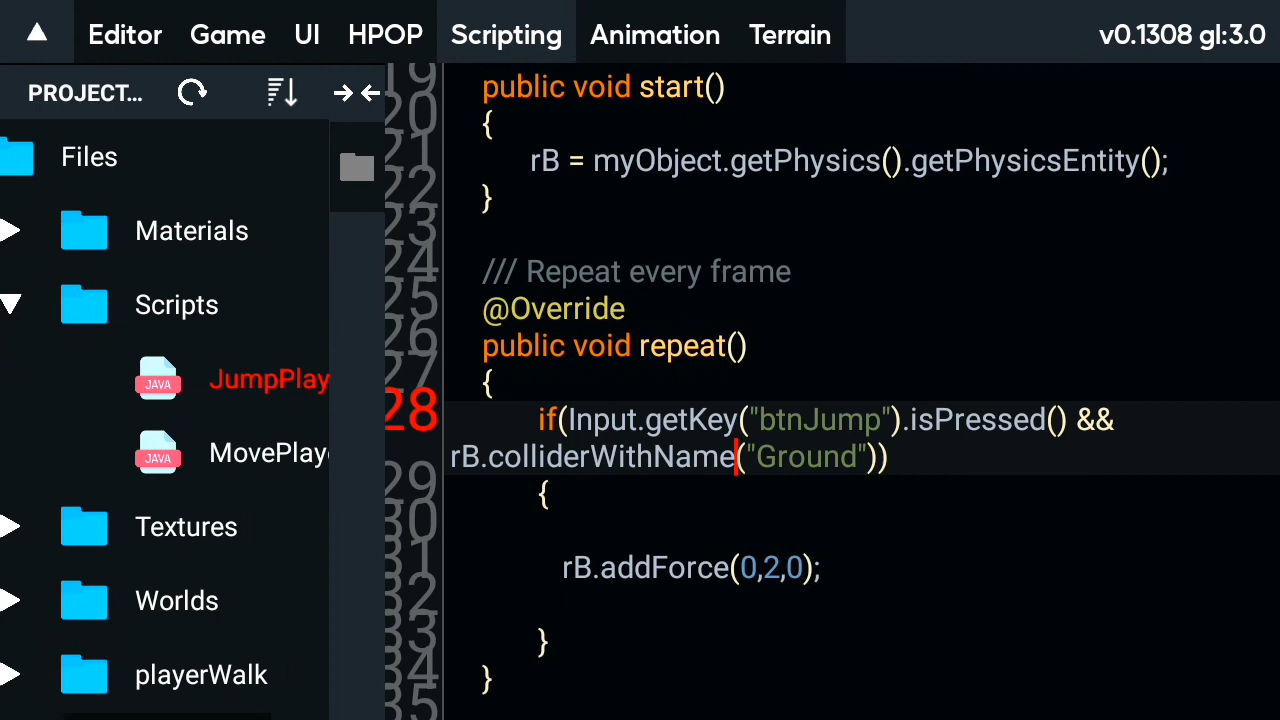 ▲ Editor Game UI HPOP Scripting Animation Terrain v0.1308 gl:3.0
PROJECT...
Files
Materials
Scripts
JAVA JumpPlay
JAVA MovePlaye
Textures
Worlds
playerWalk
19 public void start()
20 {
21 rB = myObject.getPhysics().getPhysicsEntity();
22 }
23
24 /// Repeat every frame
25 @Override
26 public void repeat()
27 {
28 if(Input.getKey("btnJump").isPressed() &&
rB.colliderWithName("Ground"))
29 {
30
31 rB.addForce(0,2,0);
32
33 }
34 }
35